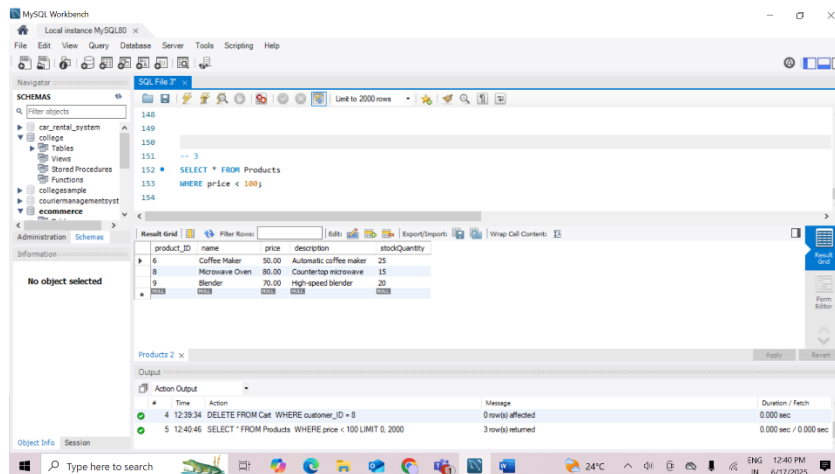 MySQL Workbench
Local instance MySQL80 ×
File Edit View Query Database Server Tools Scripting Help
Navigator
SQL File 3* ×
SCHEMAS
Limit to 2000 rows
Filter objects
car_rental_system
college
Tables
Views
Stored Procedures
Functions
collegesample
couriermanagementsyst
ecommerce
148
149
150
151 -- 3
152 SELECT * FROM Products
153 WHERE price < 100;
154
Administration Schemas
Information
No object selected
Result Grid Filter Rows: Edit: Export/Import: Wrap Cell Content:
product_ID name price description stockQuantity
6 Coffee Maker 50.00 Automatic coffee maker 25
8 Microwave Oven 80.00 Countertop microwave 15
9 Blender 70.00 High-speed blender 20
NULL NULL NULL NULL NULL
Result Grid
Form Editor
Products 2 ×
Apply Revert
Output
Action Output
# Time Action Message Duration / Fetch
4 12:39:34 DELETE FROM Cart WHERE customer_ID = 8 0 row(s) affected 0.000 sec
5 12:40:46 SELECT * FROM Products WHERE price < 100 LIMIT 0, 2000 3 row(s) returned 0.000 sec / 0.000 sec
Object Info Session
Type here to search
24°C
ENG
IN
12:40 PM
6/17/2025